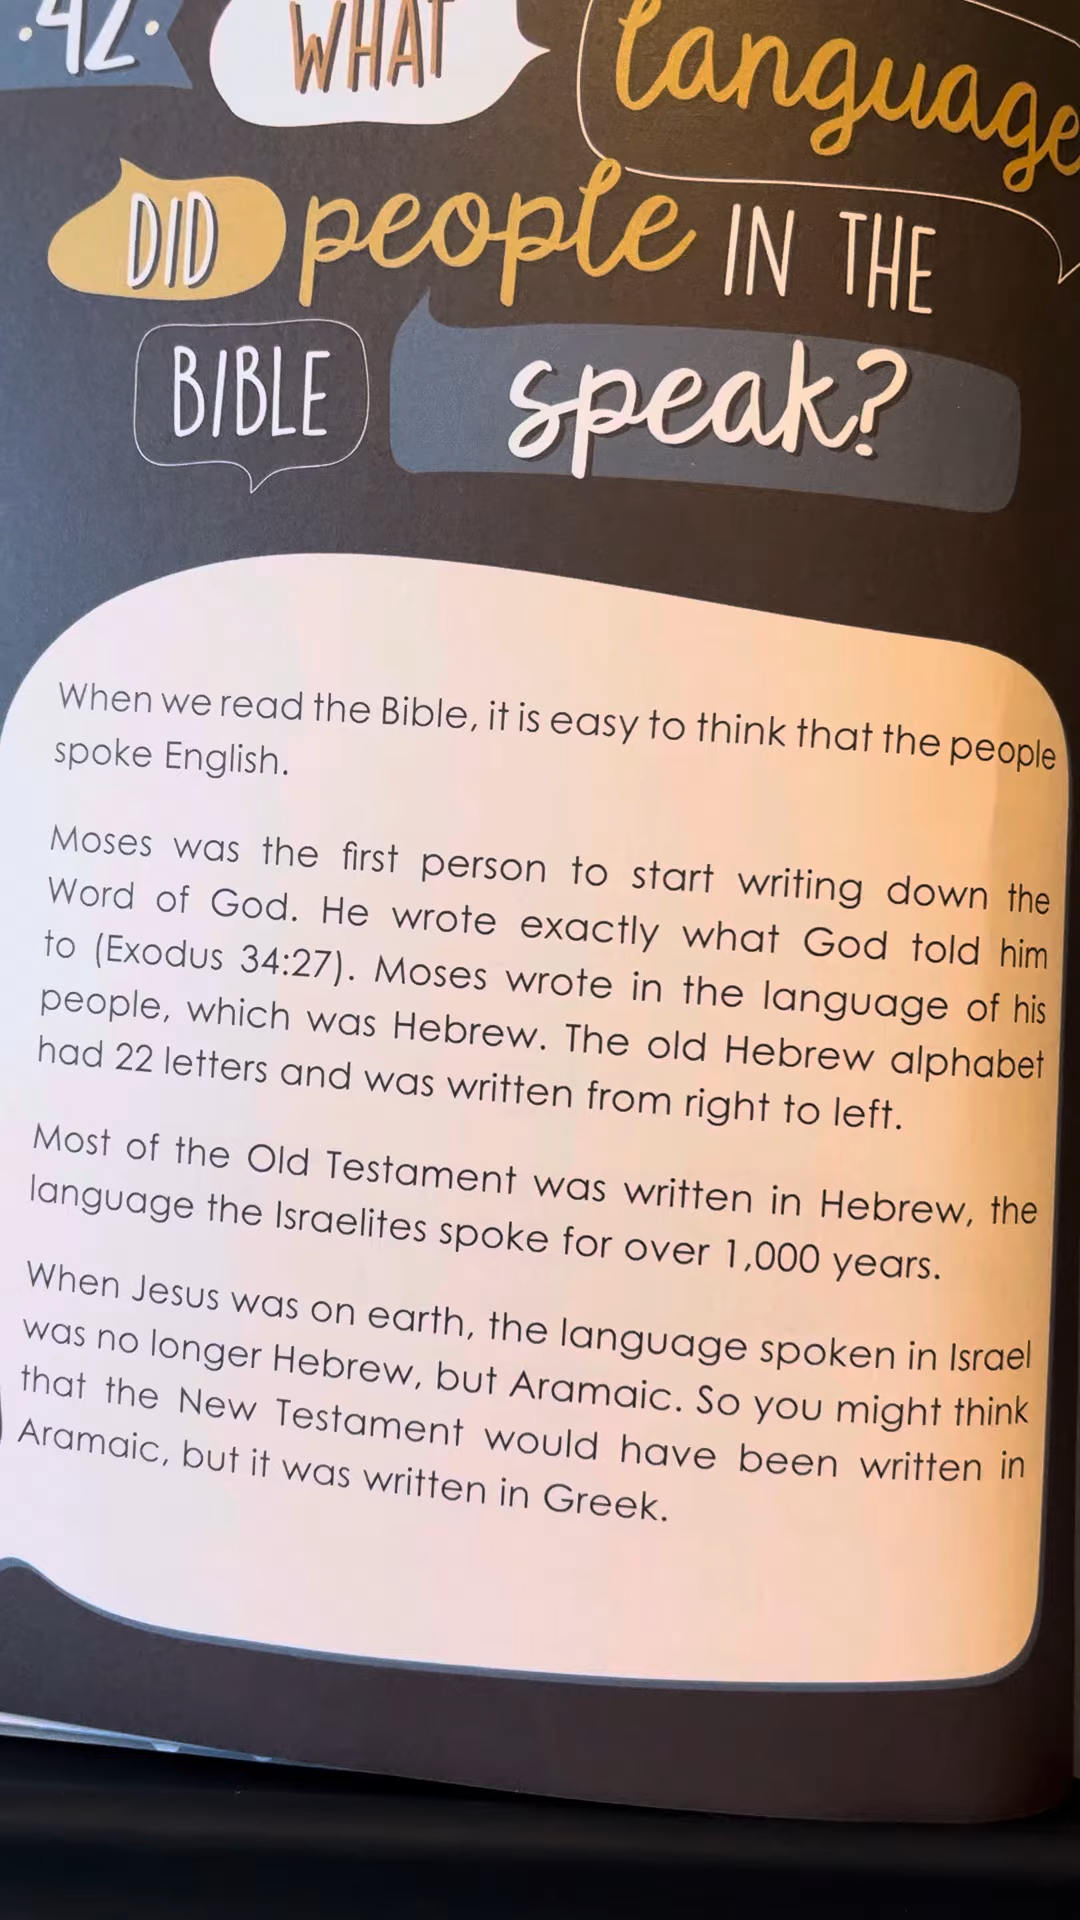 ·42·
WHAT language
DID people IN THE
BIBLE speak?
When we read the Bible, it is easy to think that the people
spoke English.
Moses was the first person to start writing down the
Word of God. He wrote exactly what God told him
to (Exodus 34:27). Moses wrote in the language of his
people, which was Hebrew. The old Hebrew alphabet
had 22 letters and was written from right to left.
Most of the Old Testament was written in Hebrew, the
language the Israelites spoke for over 1,000 years.
When Jesus was on earth, the language spoken in Israel
was no longer Hebrew, but Aramaic. So you might think
that the New Testament would have been written in
Aramaic, but it was written in Greek.